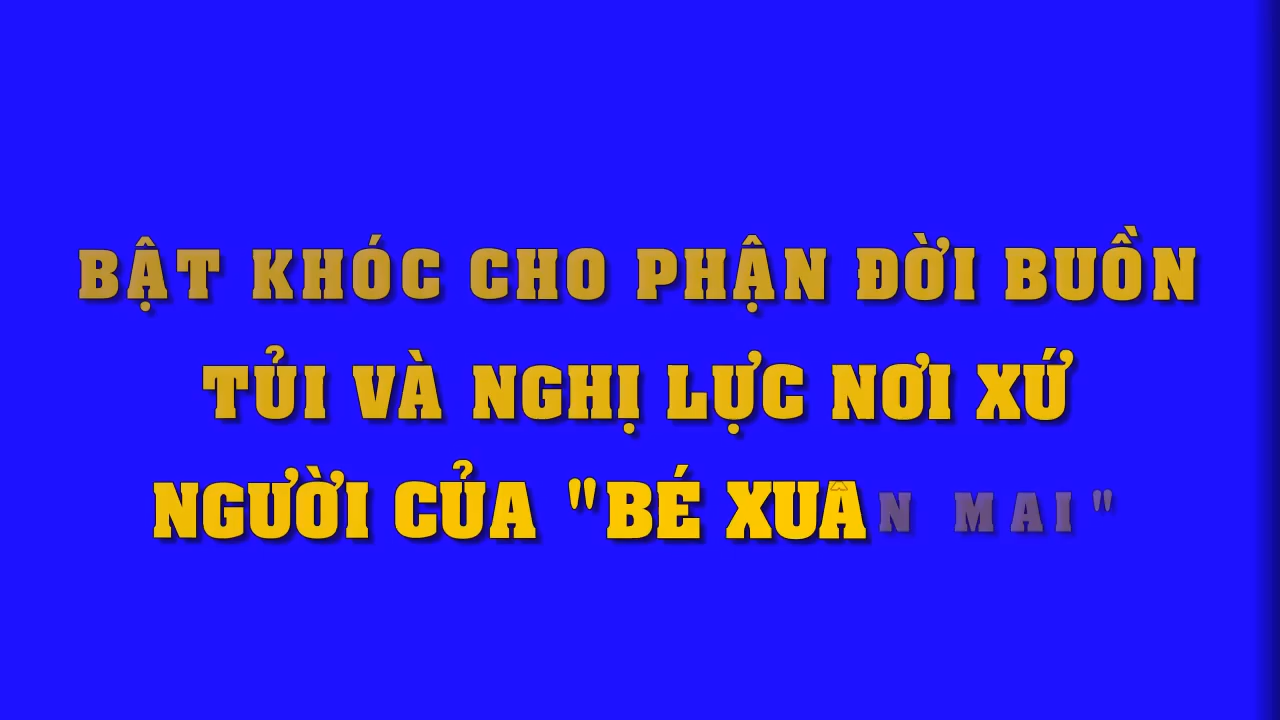 BẬT KHÓC CHO PHẬN ĐỜI BUỒN
TỦI VÀ NGHỊ LỰC NƠI XỨ
NGƯỜI CỦA "BÉ XUÂN MAI"